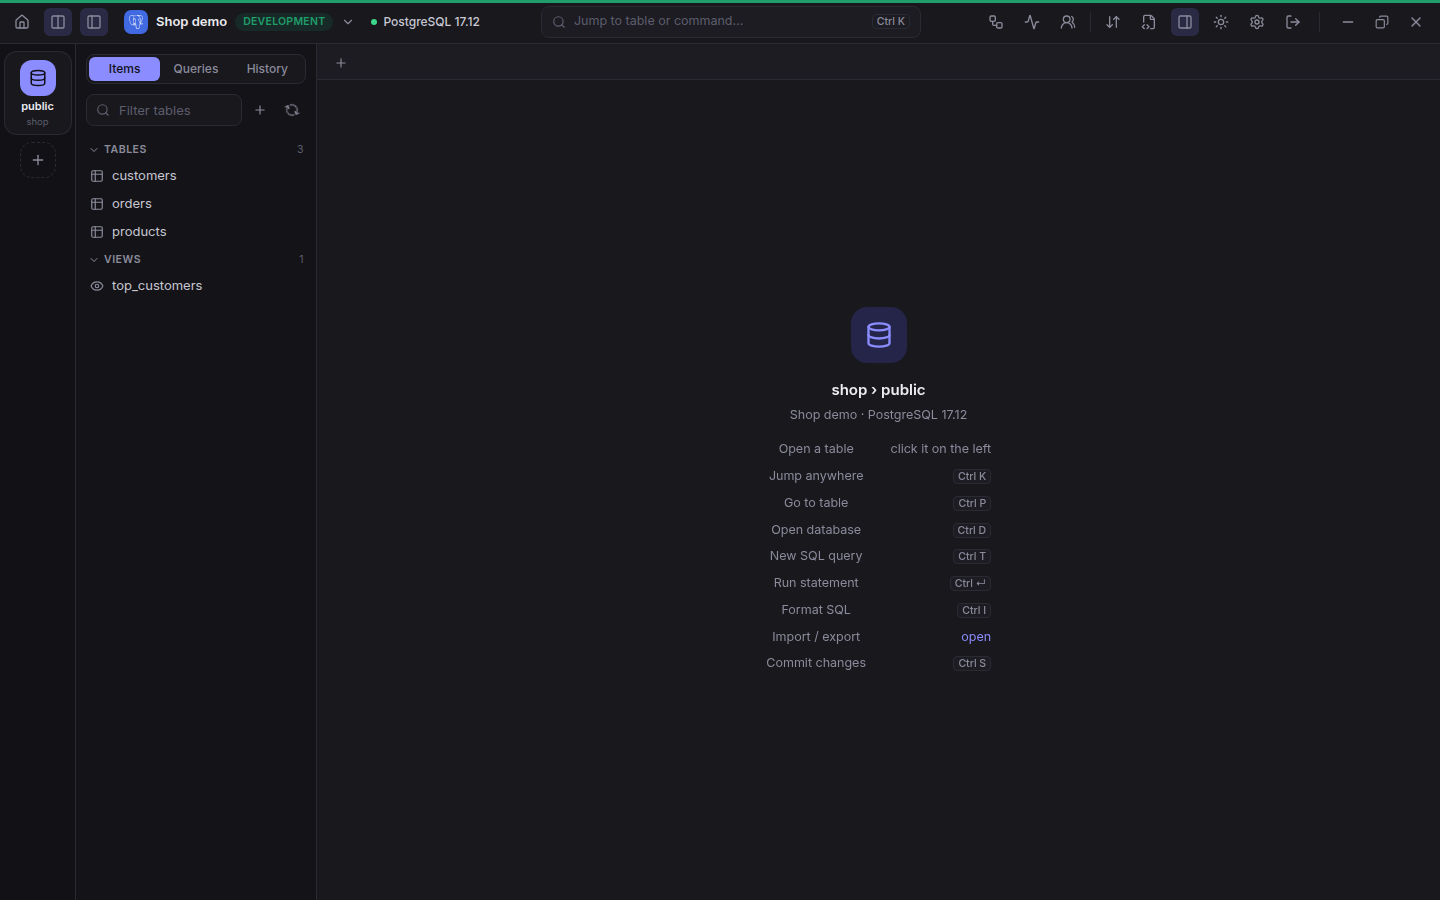 Shop demo DEVELOPMENT PostgreSQL 17.12 Jump to table or command... Ctrl K
public
shop
Items Queries History
Filter tables
TABLES 3
customers
orders
products
VIEWS 1
top_customers
shop › public
Shop demo · PostgreSQL 17.12
Open a table click it on the left
Jump anywhere Ctrl K
Go to table Ctrl P
Open database Ctrl D
New SQL query Ctrl T
Run statement Ctrl ↵
Format SQL Ctrl I
Import / export open
Commit changes Ctrl S